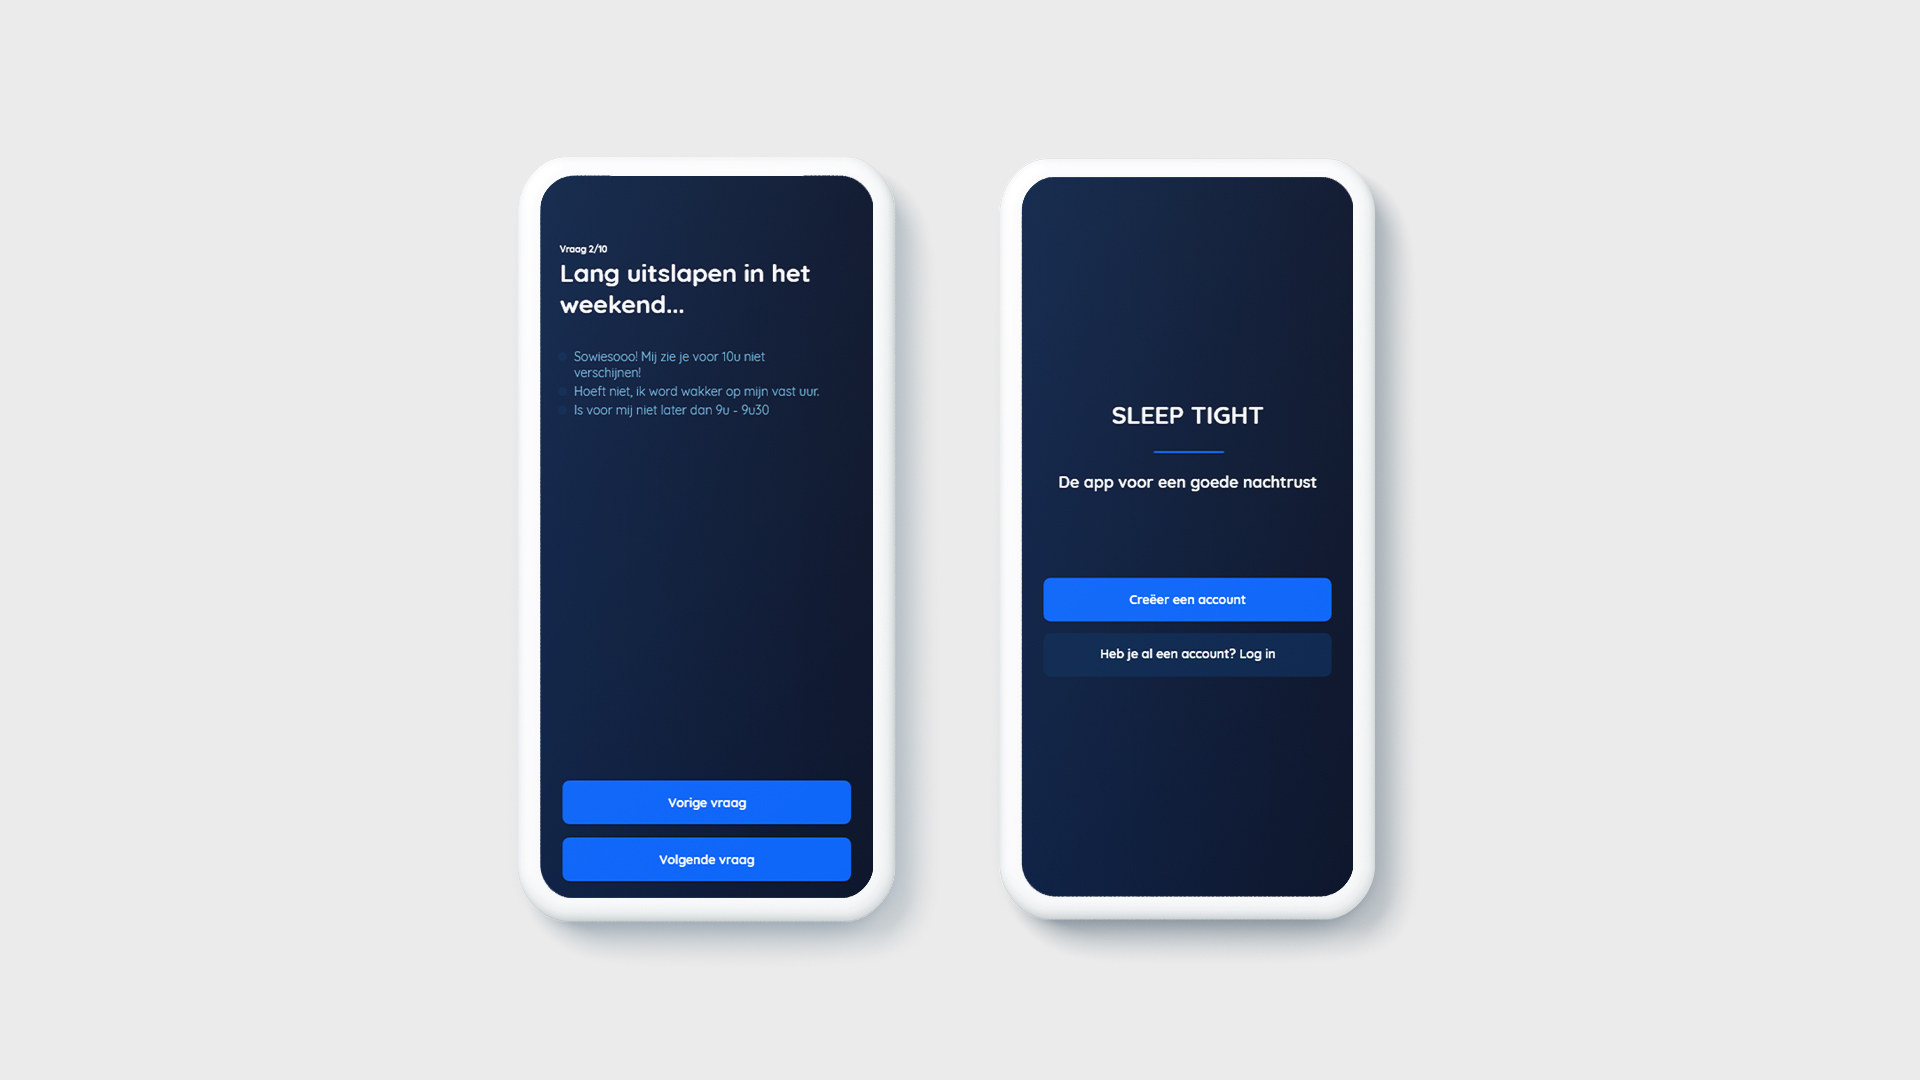 Vraag 2/10
Lang uitslapen in het
weekend...
Sowiesooo! Mij zie je voor 10u niet
verschijnen!
Hoeft niet, ik word wakker op mijn vast uur.
Is voor mij niet later dan 9u - 9u30
Vorige vraag
Volgende vraag
SLEEP TIGHT
De app voor een goede nachtrust
Creëer een account
Heb je al een account? Log in